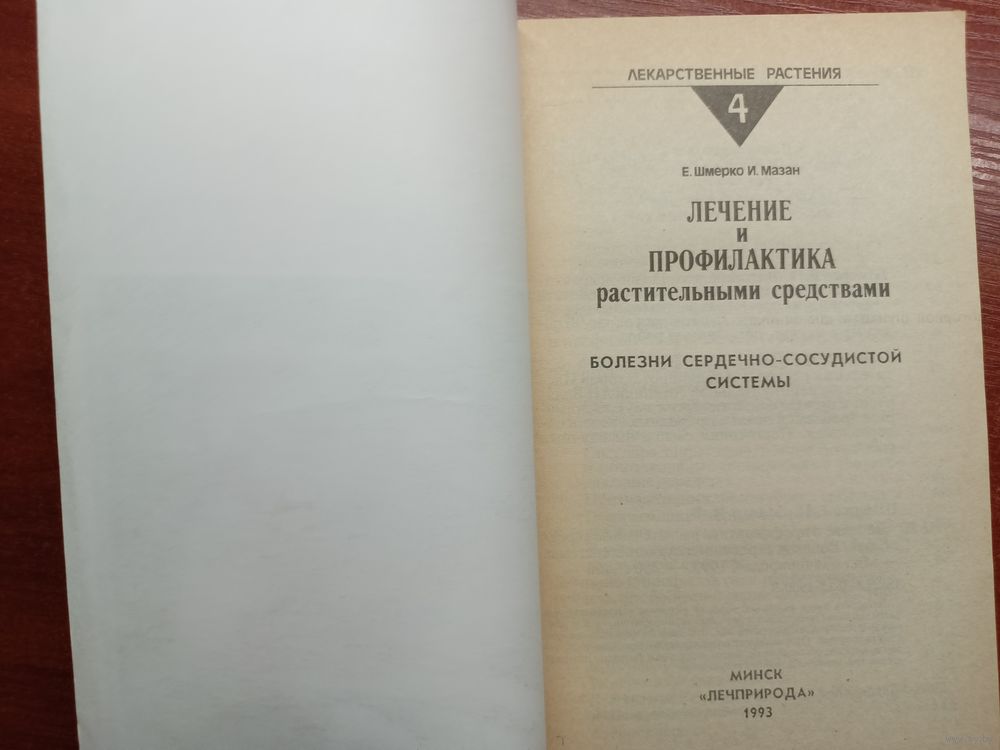 ЛЕКАРСТВЕННЫЕ РАСТЕНИЯ
4
Е. Шмерко И. Мазан
ЛЕЧЕНИЕ
и
ПРОФИЛАКТИКА
растительными средствами
БОЛЕЗНИ СЕРДЕЧНО-СОСУДИСТОЙ
СИСТЕМЫ
МИНСК
«ЛЕЧПРИРОДА»
1993